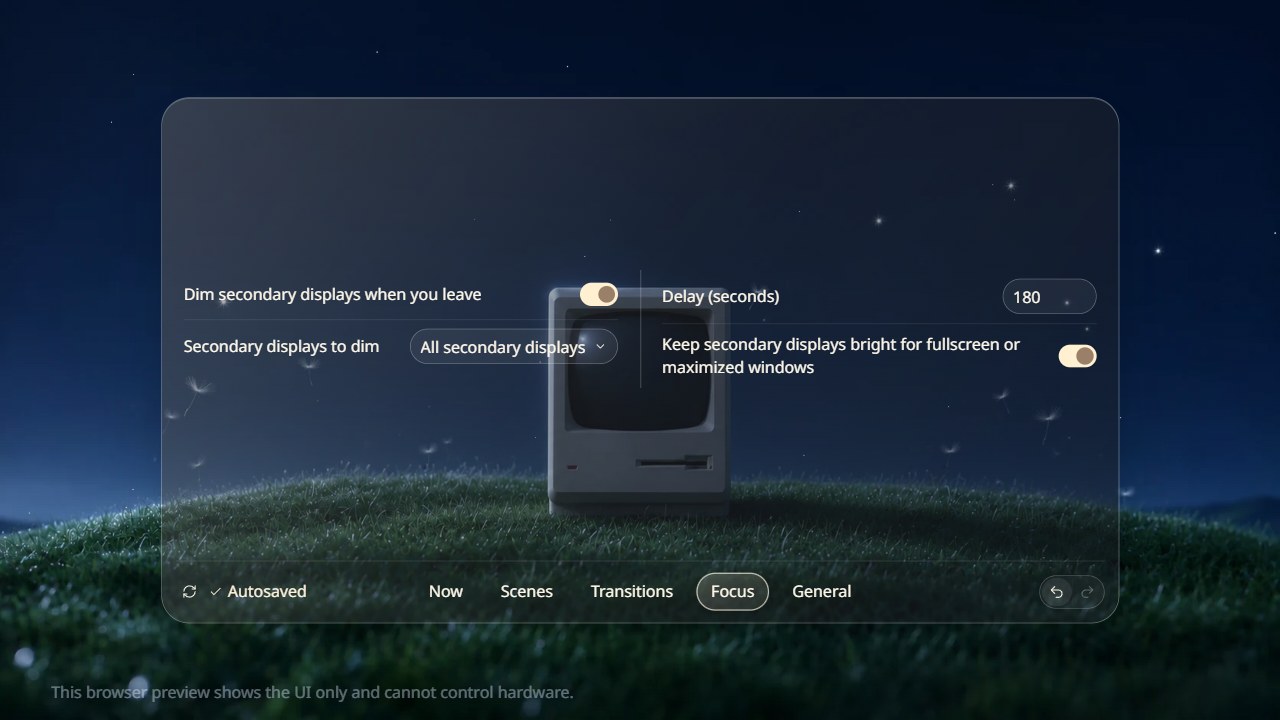 Dim secondary displays when you leave
Secondary displays to dim
All secondary displays
Delay (seconds)
180
Keep secondary displays bright for fullscreen or
maximized windows
Autosaved
Now
Scenes
Transitions
Focus
General
This browser preview shows the UI only and cannot control hardware.